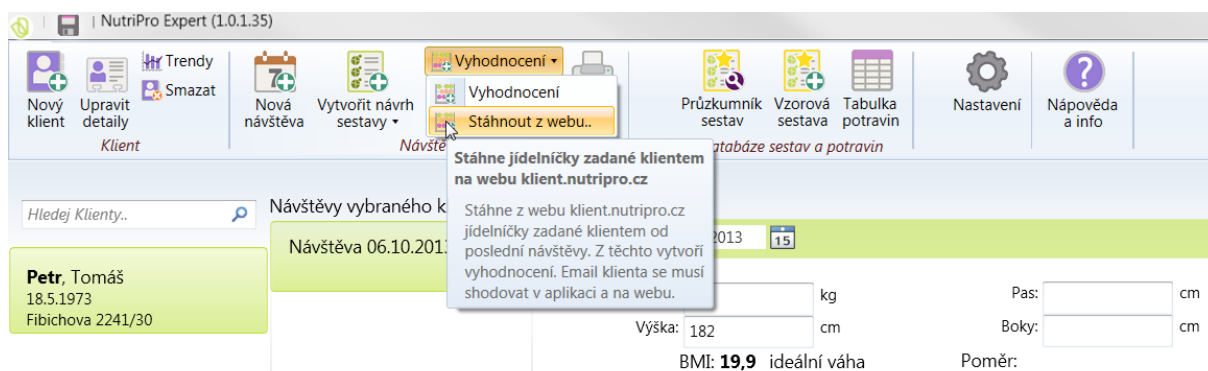 NutriPro Expert (1.0.1.35)
Nový klient
Upravit detaily
Trendy
Smazat
Klient
Nová návštěva
Vytvořit návrh sestavy
Vyhodnocení
Vyhodnocení
Stáhnout z webu..
Návště
Průzkumník sestav
Vzorová sestava
Tabulka potravin
atabáze sestav a potravin
Nastavení
Nápověda a info
Stáhne jídelníčky zadané klientem
na webu klient.nutripro.cz
Stáhne z webu klient.nutripro.cz
jídelníčky zadané klientem od
poslední návštěvy. Z těchto vytvoří
vyhodnocení. Email klienta se musí
shodovat v aplikaci a na webu.
Hledej Klienty..
Petr, Tomáš
18.5.1973
Fibichova 2241/30
Návštěvy vybraného k
Návštěva 06.10.201
2013
15
kg
Pas:
cm
Výška: 182 cm
Boky:
cm
BMI: 19,9 ideální váha
Poměr: